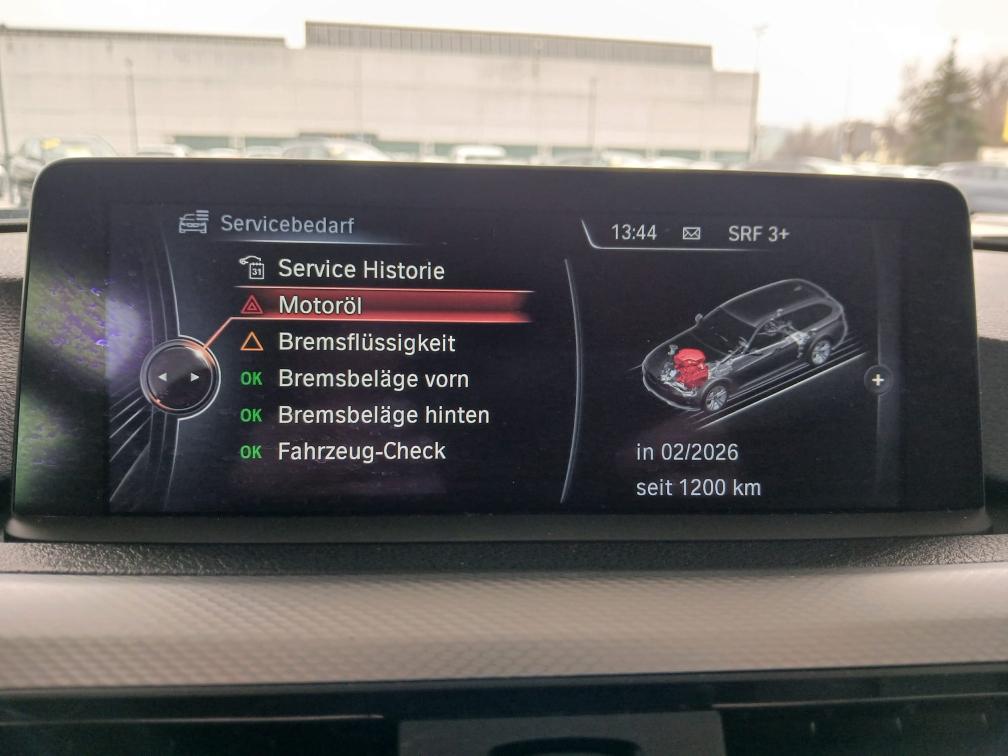 Servicebedarf
13:44 SRF 3+
31 Service Historie
Motoröl
Bremsflüssigkeit
OK Bremsbeläge vorn
OK Bremsbeläge hinten
OK Fahrzeug-Check
+
in 02/2026
seit 1200 km